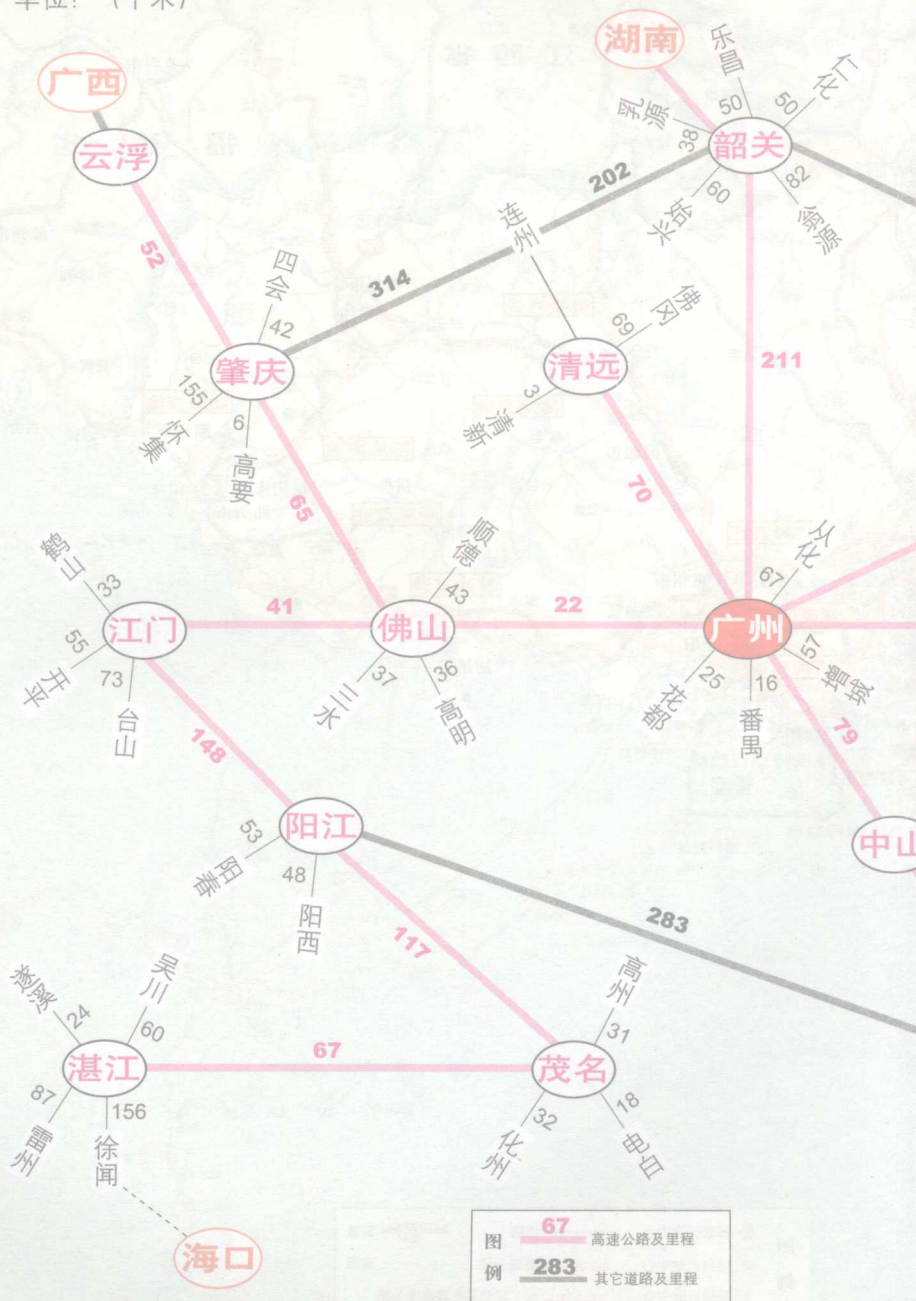 单位：（千米）
广西
云浮
52
四会
42
肇庆
155
怀集
6
高要
65
314
202
湖南
乐昌
50
仁化
50
乳源
38
韶关
始兴
60
翁源
82
211
连州
佛冈
69
清远
清新
3
70
鹤山
33
江门
开平
55
台山
73
41
顺德
43
佛山
三水
37
高明
36
22
从化
67
广州
花都
25
番禺
16
增城
57
79
中山
148
阳江
阳春
53
阳西
48
117
283
遂溪
24
吴川
60
湛江
雷州
87
徐闻
156
海口
67
高州
31
茂名
化州
32
电白
18
图例
67
高速公路及里程
283
其它道路及里程